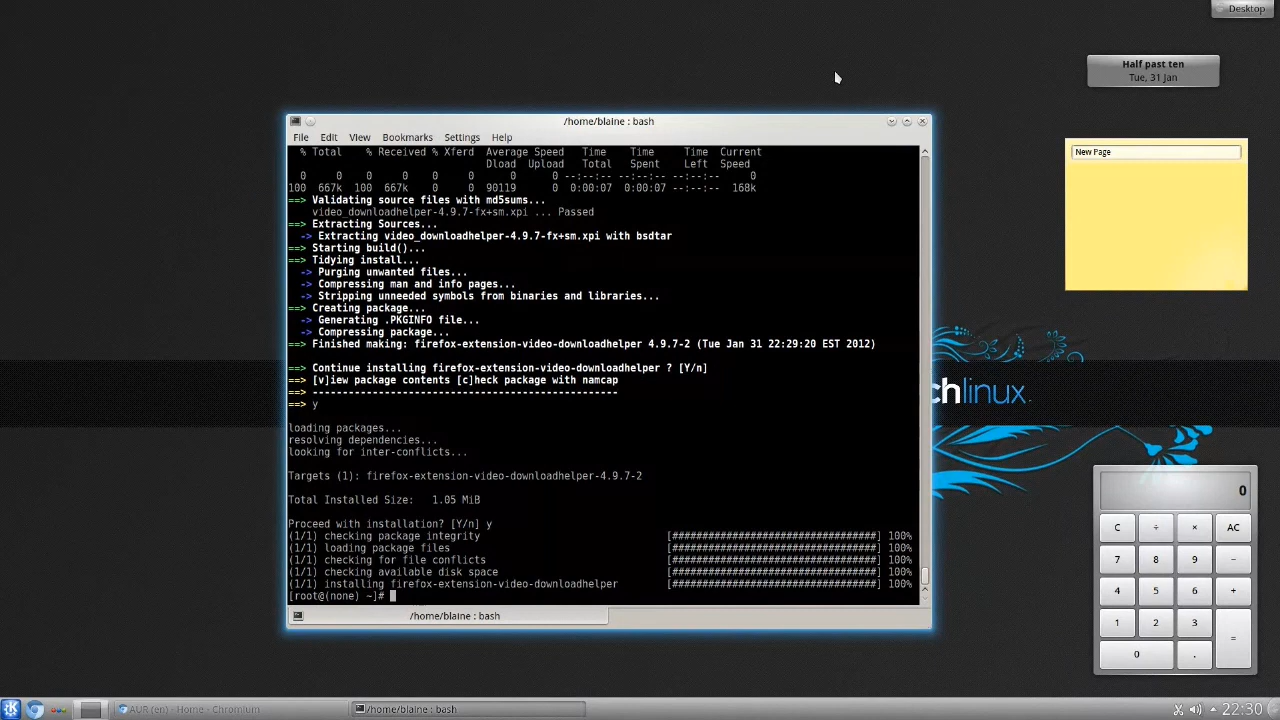 Desktop
Half past ten
Tue, 31 Jan
/home/blaine : bash
File Edit View Bookmarks Settings Help
% Total % Received % Xferd Average Speed Time Time Time Current
Dload Upload Total Spent Left Speed
0 0 0 0 0 0 0 0 --:--:-- --:--:-- --:--:-- 0
100 667k 100 667k 0 0 90119 0 0:00:07 0:00:07 --:--:-- 168k
==> Validating source files with md5sums...
video_downloadhelper-4.9.7-fx+sm.xpi ... Passed
==> Extracting Sources...
-> Extracting video_downloadhelper-4.9.7-fx+sm.xpi with bsdtar
==> Starting build()...
==> Tidying install...
-> Purging unwanted files...
-> Compressing man and info pages...
-> Stripping unneeded symbols from binaries and libraries...
==> Creating package...
-> Generating .PKGINFO file...
-> Compressing package...
==> Finished making: firefox-extension-video-downloadhelper 4.9.7-2 (Tue Jan 31 22:29:20 EST 2012)
==> Continue installing firefox-extension-video-downloadhelper ? [Y/n]
==> [v]iew package contents [c]heck package with namcap
==> ---------------------------------------------------
==> y
loading packages...
resolving dependencies...
looking for inter-conflicts...
Targets (1): firefox-extension-video-downloadhelper-4.9.7-2
Total Installed Size: 1.05 MiB
Proceed with installation? [Y/n] y
(1/1) checking package integrity [##################################] 100%
(1/1) loading package files [##################################] 100%
(1/1) checking for file conflicts [##################################] 100%
(1/1) checking available disk space [##################################] 100%
(1/1) installing firefox-extension-video-downloadhelper [##################################] 100%
[root@(none) ~]#
/home/blaine : bash
New Page
chlinux
0
C ÷ × AC
7 8 9 −
4 5 6 +
1 2 3 =
0 .
AUR (en) - Home - Chromium
/home/blaine : bash
22:30